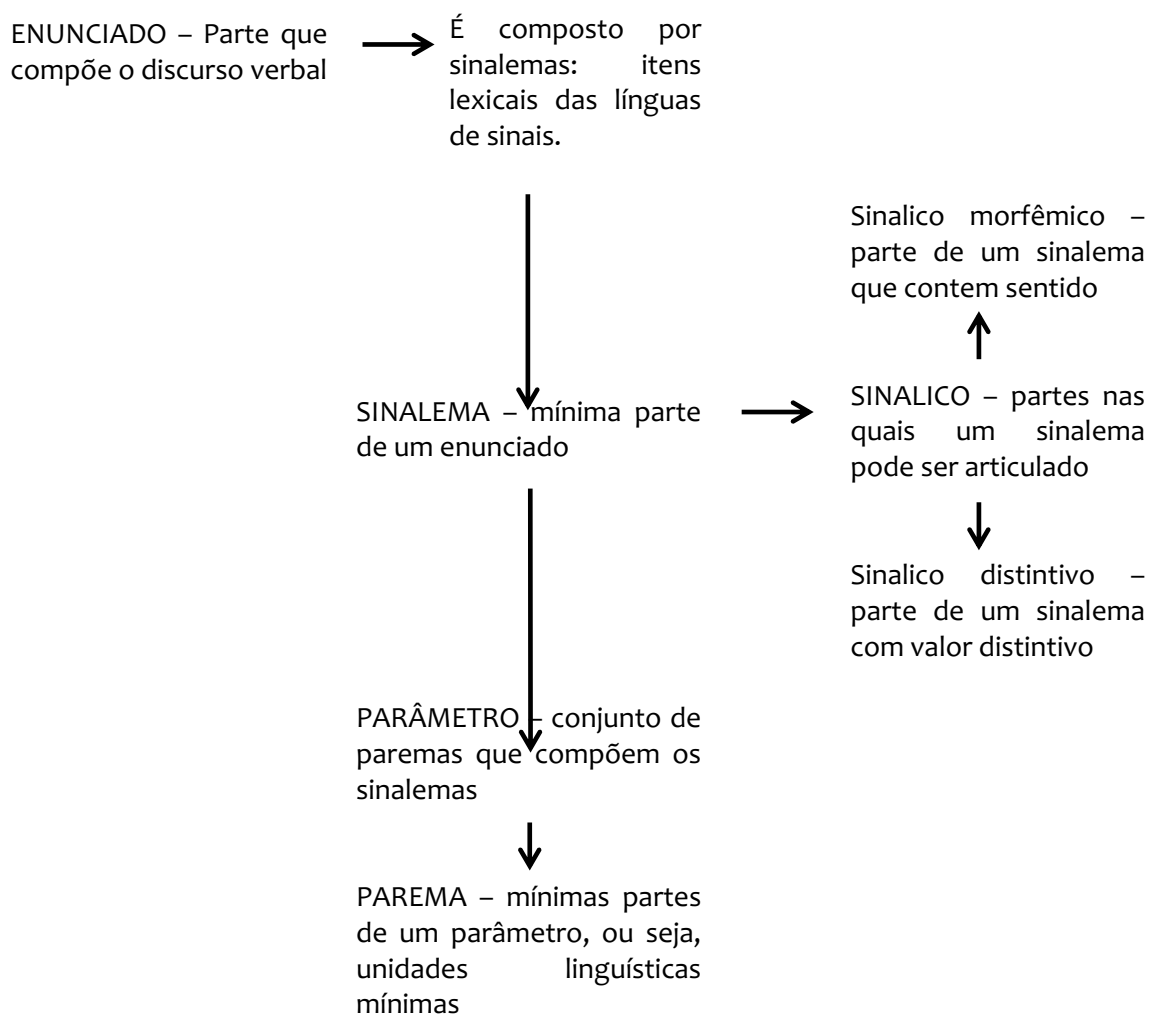 ENUNCIADO – Parte que
compõe o discurso verbal
É composto por
sinalemas: itens
lexicais das línguas
de sinais.
Sinalico morfêmico –
parte de um sinalema
que contem sentido
SINALEMA – mínima parte
de um enunciado
SINALICO – partes nas
quais um sinalema
pode ser articulado
Sinalico distintivo –
parte de um sinalema
com valor distintivo
PARÂMETRO – conjunto de
paremas que compõem os
sinalemas
PAREMA – mínimas partes
de um parâmetro, ou seja,
unidades linguísticas
mínimas